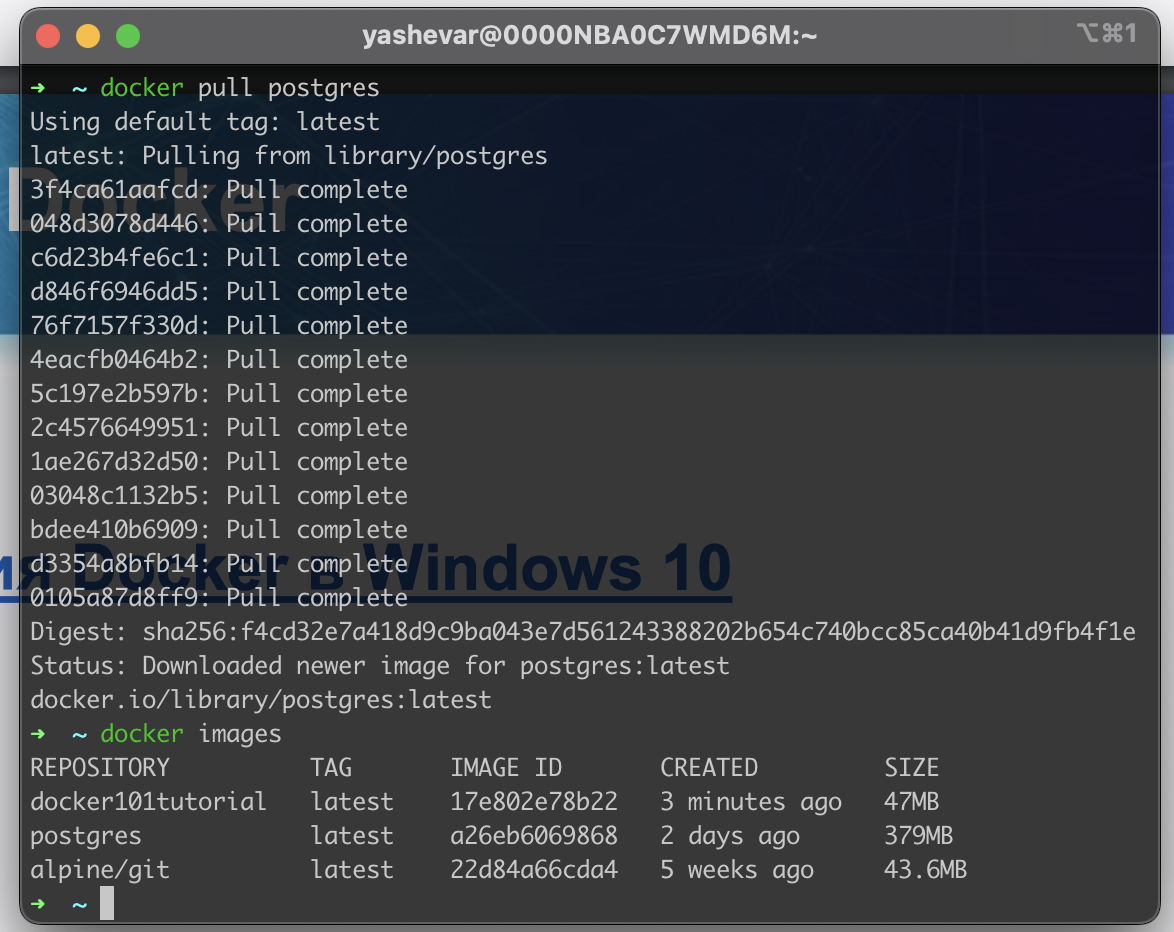 yashevar@0000NBA0C7WMD6M:~
⌥⌘1
➜ ~ docker pull postgres
Using default tag: latest
latest: Pulling from library/postgres
3f4ca61aafcd: Pull complete
048d3078d446: Pull complete
c6d23b4fe6c1: Pull complete
d846f6946dd5: Pull complete
76f7157f330d: Pull complete
4eacfb0464b2: Pull complete
5c197e2b597b: Pull complete
2c4576649951: Pull complete
1ae267d32d50: Pull complete
03048c1132b5: Pull complete
bdee410b6909: Pull complete
d3354a8bfb14: Pull complete
0105a87d8ff9: Pull complete
Digest: sha256:f4cd32e7a418d9c9ba043e7d561243388202b654c740bcc85ca40b41d9fb4f1e
Status: Downloaded newer image for postgres:latest
docker.io/library/postgres:latest
➜ ~ docker images
REPOSITORY TAG IMAGE ID CREATED SIZE
docker101tutorial latest 17e802e78b22 3 minutes ago 47MB
postgres latest a26eb6069868 2 days ago 379MB
alpine/git latest 22d84a66cda4 5 weeks ago 43.6MB
➜ ~
Docker
Docker в Windows 10